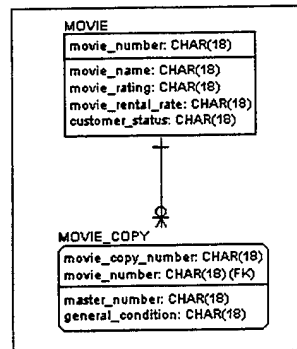 MOVIE
movie_number: CHAR(18)
movie_name: CHAR(18)
movie_rating: CHAR(18)
movie_rental_rate: CHAR(18)
customer_status: CHAR(18)
MOVIE_COPY
movie_copy_number: CHAR(18)
movie_number: CHAR(18) (FK)
master_number: CHAR(18)
general_condition: CHAR(18)